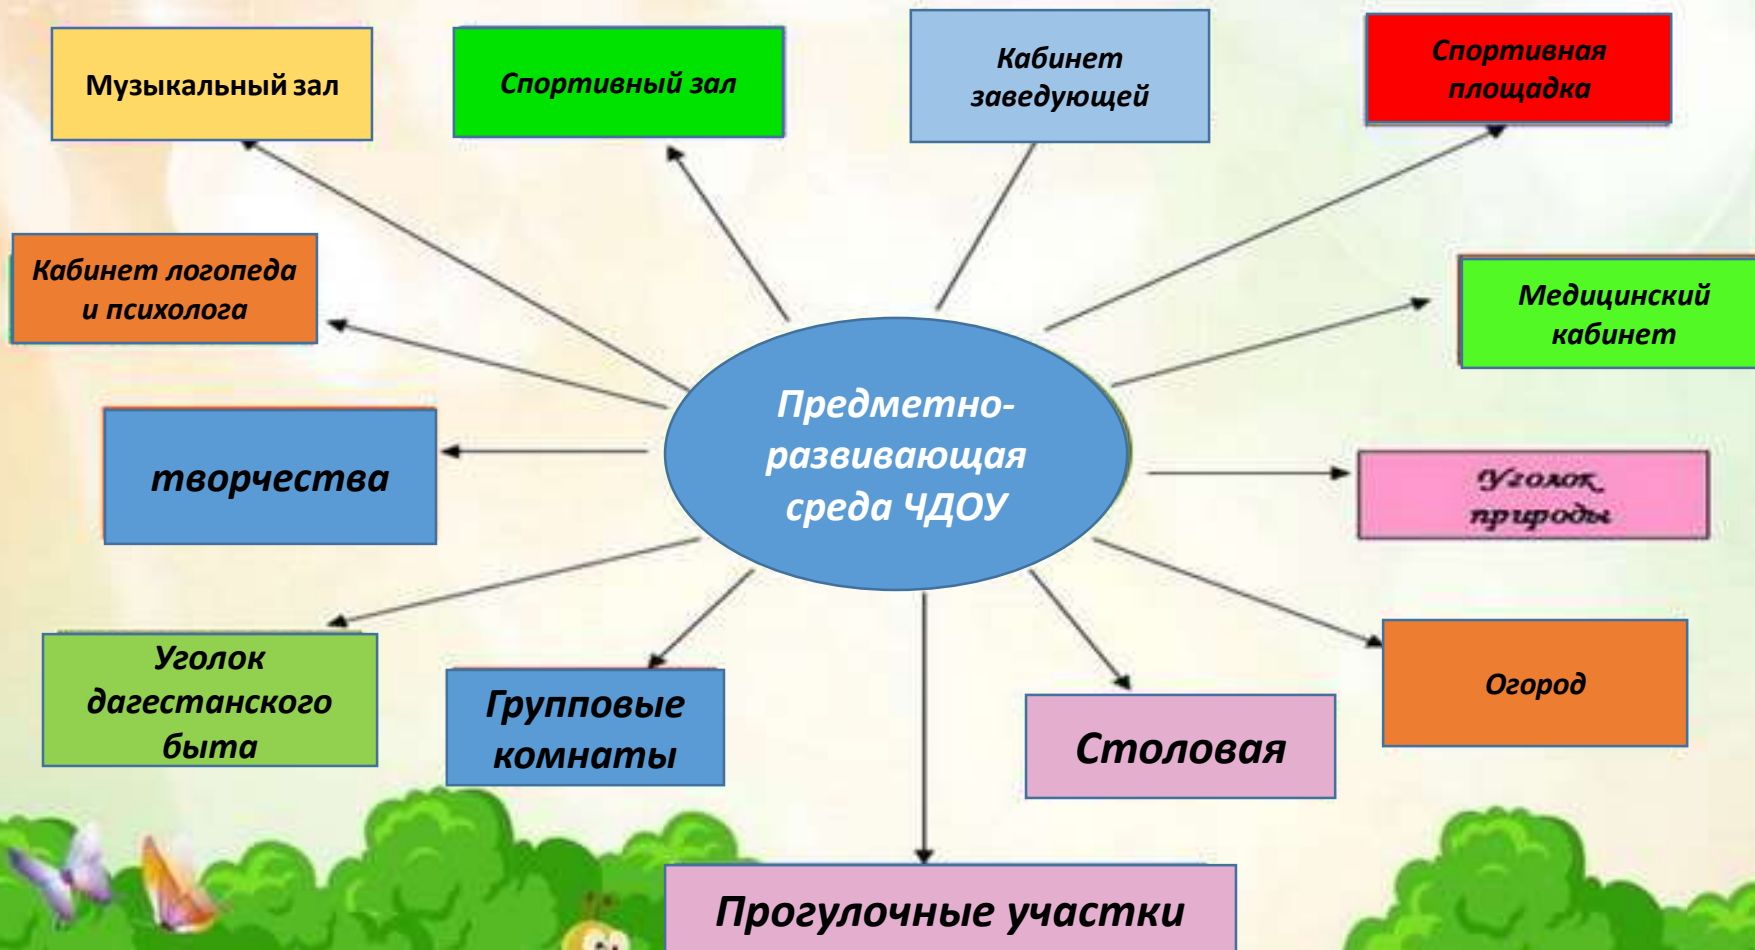 Музыкальный зал
Спортивный зал
Кабинет
заведующей
Спортивная
площадка
Кабинет логопеда
и психолога
Медицинский
кабинет
Предметно-
развивающая
среда ЧДОУ
творчества
Уголок
природы
Уголок
дагестанского
быта
Групповые
комнаты
Столовая
Огород
Прогулочные участки